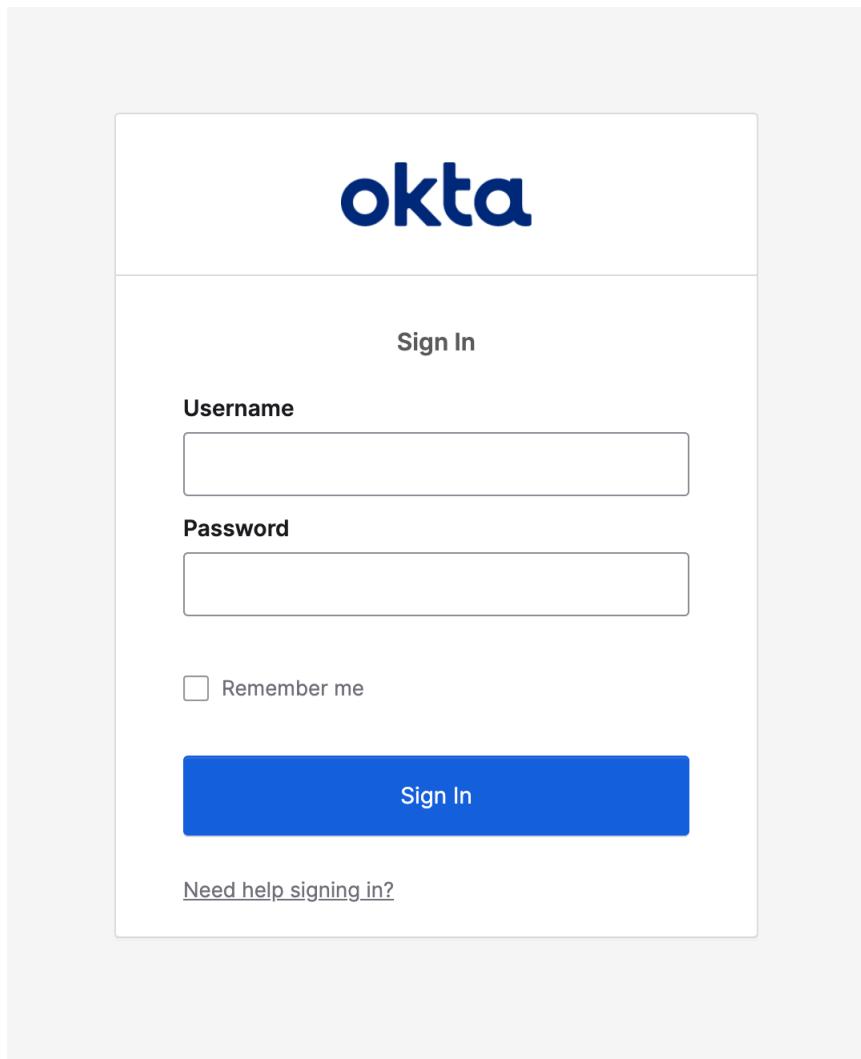 okta
Sign In
Username
Password
Remember me
Sign In
Need help signing in?